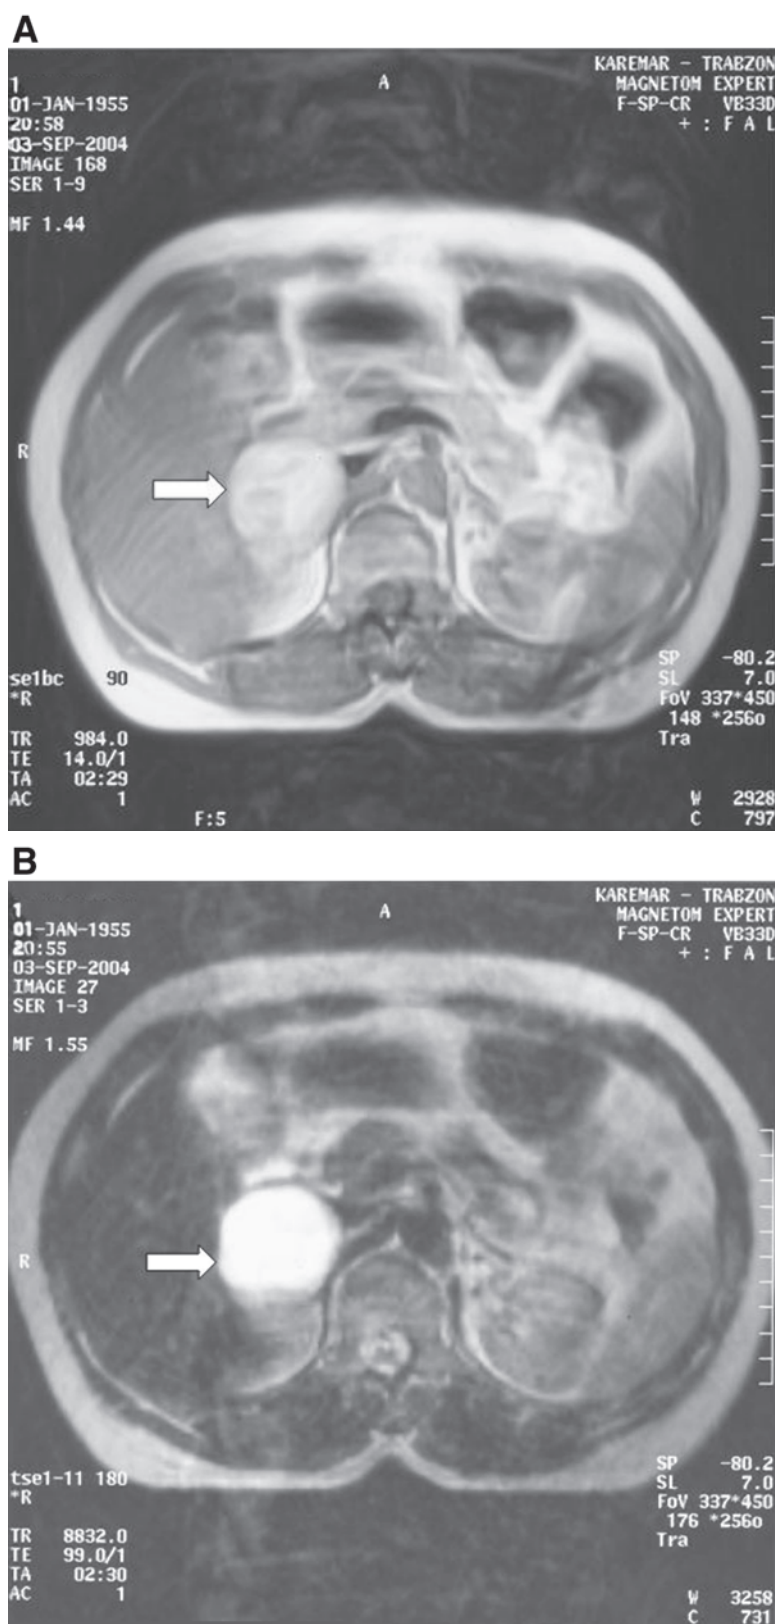 A
KAREMAR - TRABZON
MAGNETOM EXPERT
F-SP-CR VB33D
+ : F A L
1
01-JAN-1955
20:58
03-SEP-2004
IMAGE 168
SER 1-9
MF 1.44
A
R
se1bc 90
*R
TR 984.0
TE 14.0/1
TA 02:29
AC 1
F:5
SP -80.2
SL 7.0
FoV 337*450
148 *256o
Tra
W 2928
C 797
B
KAREMAR - TRABZON
MAGNETOM EXPERT
F-SP-CR VB33D
+ : F A L
1
01-JAN-1955
20:55
03-SEP-2004
IMAGE 27
SER 1-3
MF 1.55
A
R
tse1-11 180
*R
TR 8832.0
TE 99.0/1
TA 02:30
AC 1
SP -80.2
SL 7.0
FoV 337*450
176 *256o
Tra
W 3258
C 731